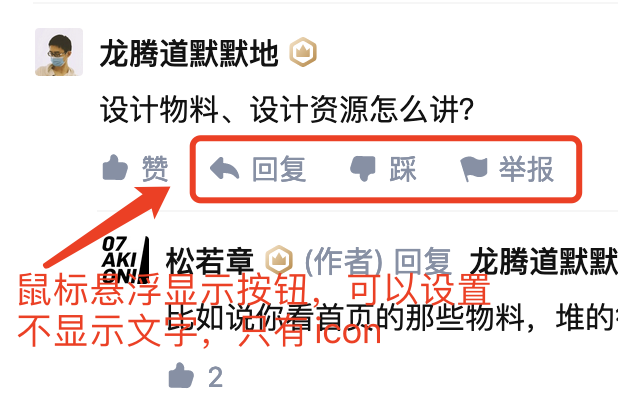 龙腾道默默地
设计物料、设计资源怎么讲？
赞 回复 踩 举报
07
AKI
ON!
松若章 (作者) 回复 龙腾道默默
鼠标悬浮显示按钮，可以设置
比如说你看首页的那些物料，堆的
不显示文字，只有icon
2